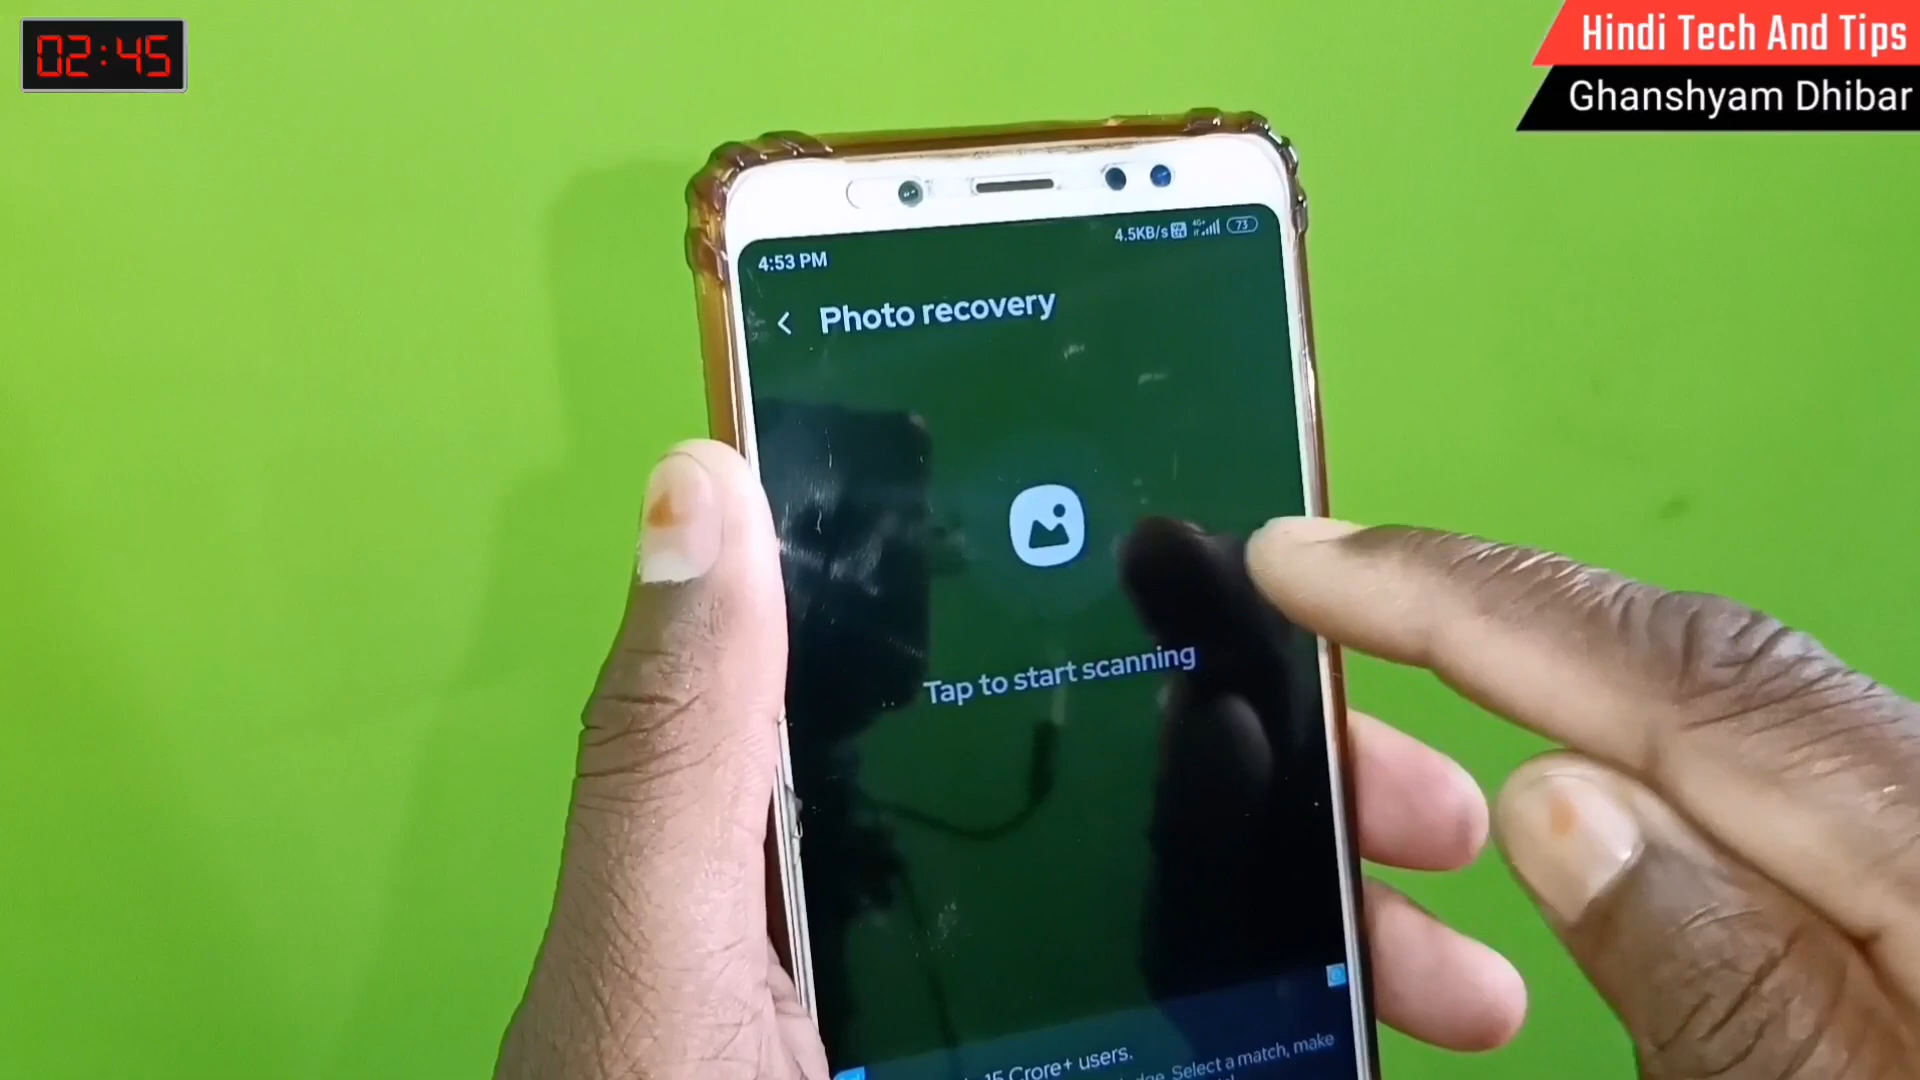 02:45
Hindi Tech And Tips
Ghanshyam Dhibar
4:53 PM
4.5KB/s
73
Photo recovery
Tap to start scanning
15 Crore+ users.
Select a match, make